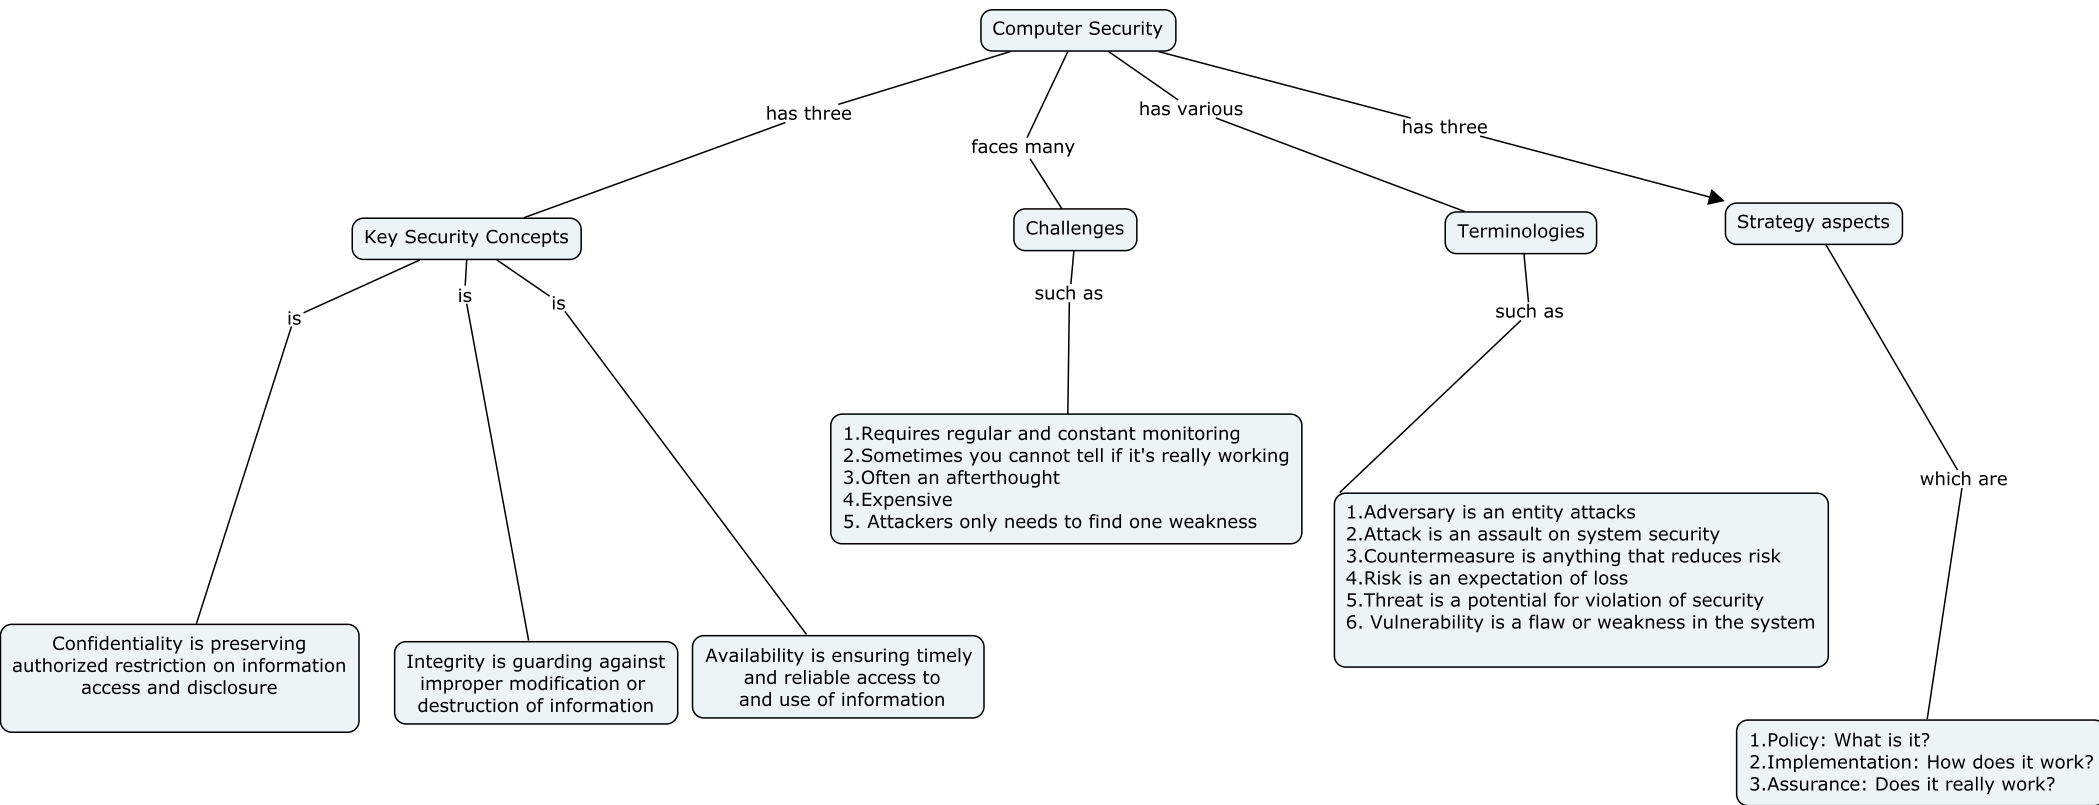 Computer Security
has three
faces many
has various
has three
Key Security Concepts
Challenges
Terminologies
Strategy aspects
is
is
is
such as
such as
which are
1.Requires regular and constant monitoring
2.Sometimes you cannot tell if it's really working
3.Often an afterthought
4.Expensive
5. Attackers only needs to find one weakness
1.Adversary is an entity attacks
2.Attack is an assault on system security
3.Countermeasure is anything that reduces risk
4.Risk is an expectation of loss
5.Threat is a potential for violation of security
6. Vulnerability is a flaw or weakness in the system
Confidentiality is preserving
authorized restriction on information
access and disclosure
Integrity is guarding against
improper modification or
destruction of information
Availability is ensuring timely
and reliable access to
and use of information
1.Policy: What is it?
2.Implementation: How does it work?
3.Assurance: Does it really work?